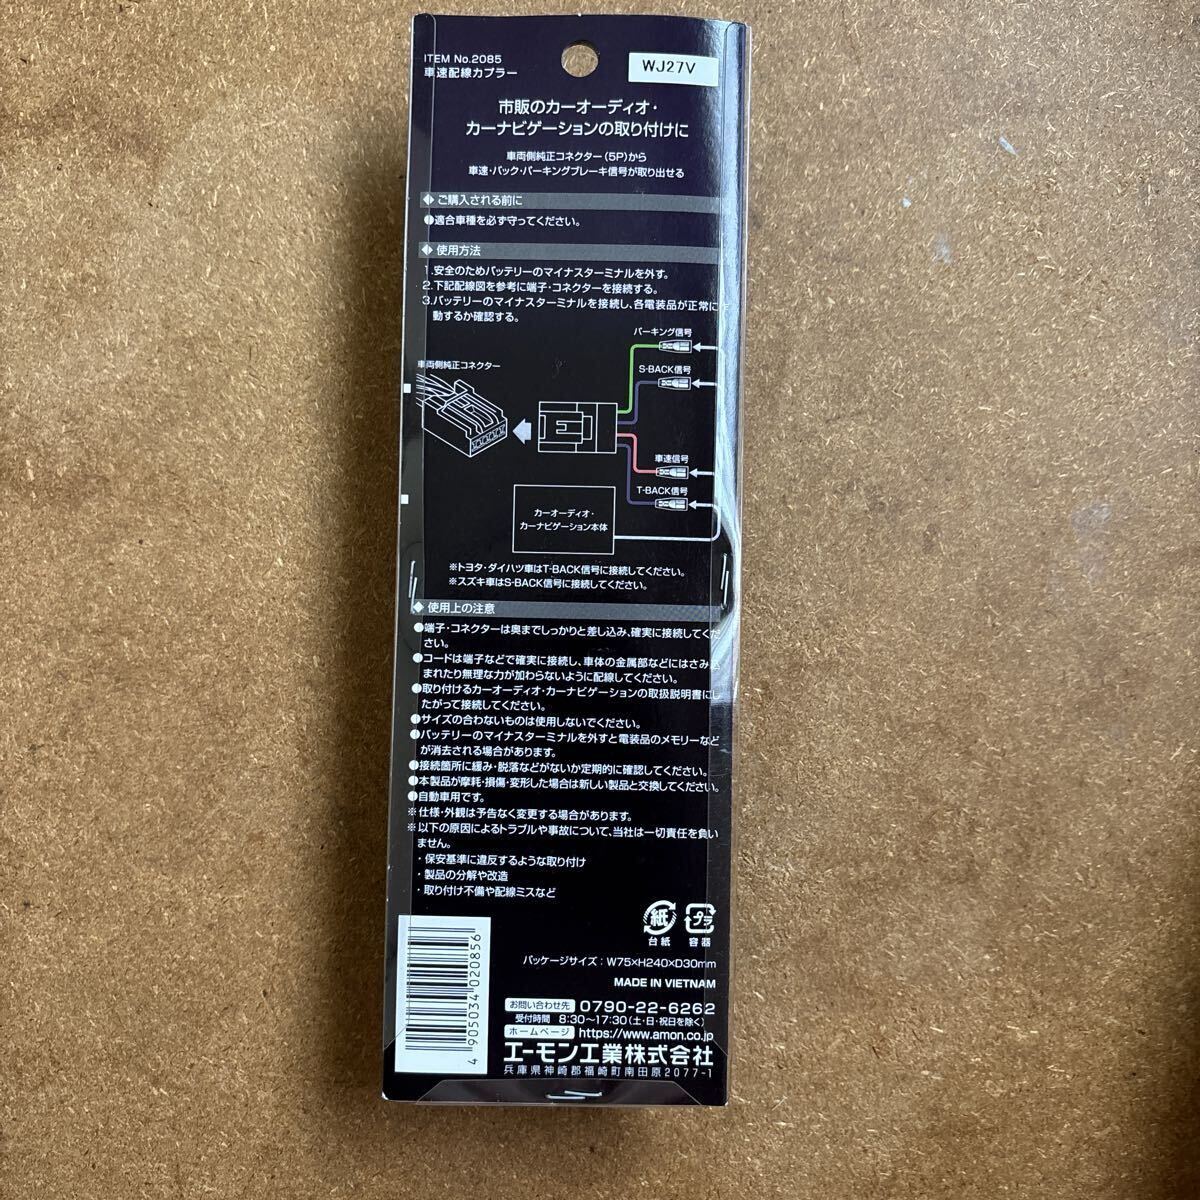 ITEM No.2085
車速配線カプラー
WJ27V
市販のカーオーディオ・
カーナビゲーションの取り付けに
車両側純正コネクター(5P)から
車速・バック・パーキングブレーキ信号が取り出せる
ご購入される前に
●適合車種を必ず守ってください。
使用方法
1.安全のためバッテリーのマイナスターミナルを外す。
2.下記配線図を参考に端子・コネクターを接続する。
3.バッテリーのマイナスターミナルを接続し、各電装品が正常に
動するか確認する。
パーキング信号
車両側純正コネクター
S-BACK信号
車速信号
T-BACK信号
カーオーディオ・
カーナビゲーション本体
※トヨタ・ダイハツ車はT-BACK信号に接続してください。
※スズキ車はS-BACK信号に接続してください。
使用上の注意
●端子・コネクターは奥までしっかりと差し込み、確実に接続してくだ
さい。
●コードは端子などで確実に接続し、車体の金属部などにはさみ込
まれたり無理な力が加わらないように配線してください。
●取り付けるカーオーディオ・カーナビゲーションの取扱説明書にし
たがって接続してください。
●サイズの合わないものは使用しないでください。
●バッテリーのマイナスターミナルを外すと電装品のメモリーなど
が消去される場合があります。
●接続箇所に緩み・脱落などがないか定期的に確認してください。
●本製品が摩耗・損傷・変形した場合は新しい製品と交換してください。
●自動車用です。
※仕様・外観は予告なく変更する場合があります。
※以下の原因によるトラブルや事故について、当社は一切責任を負い
ません。
・保安基準に違反するような取り付け
・製品の分解や改造
・取り付け不備や配線ミスなど
紙
台紙
プラ
容器
パッケージサイズ：W75×H240×D30mm
MADE IN VIETNAM
お問い合わせ先 0790-22-6262
受付時間 8:30～17:30(土・日・祝日を除く)
ホームページ https://www.amon.co.jp
エーモン工業株式会社
兵庫県神崎郡福崎町南田原2077-1
4 905034 020856